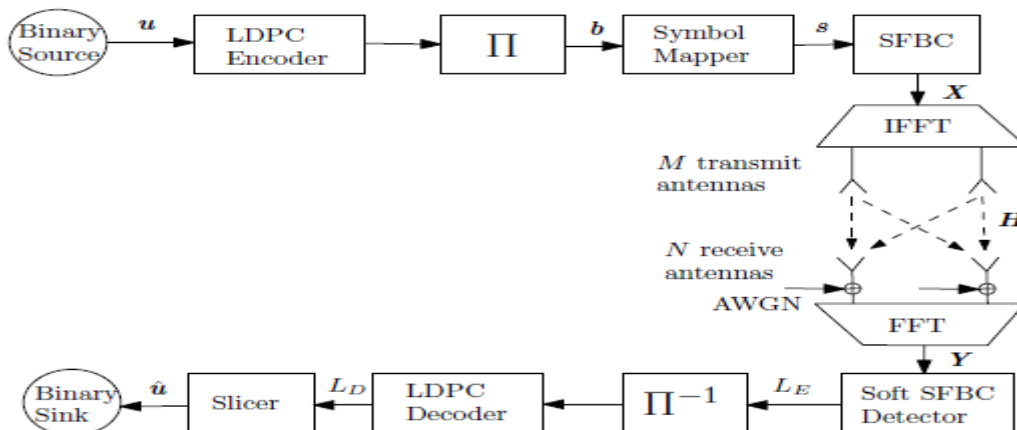 Binary
Source
u
LDPC
Encoder
Π
b
Symbol
Mapper
s
SFBC
X
IFFT
M transmit
antennas
H
N receive
antennas
AWGN
FFT
Y
Binary
Sink
û
Slicer
L_D
LDPC
Decoder
Π⁻¹
L_E
Soft SFBC
Detector